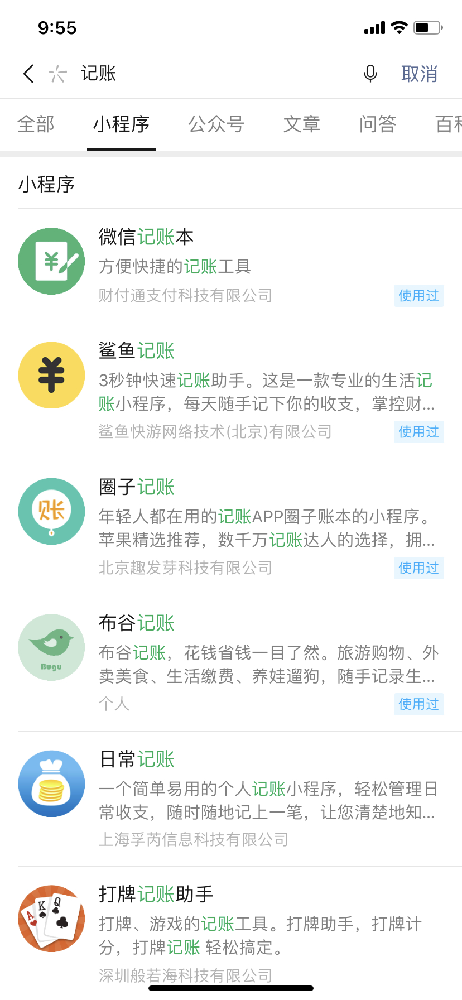 9:55
记账
取消
全部 小程序 公众号 文章 问答 百科
小程序
微信记账本
方便快捷的记账工具
财付通支付科技有限公司
使用过
鲨鱼记账
3秒钟快速记账助手。这是一款专业的生活记
账小程序，每天随手记下你的收支，掌控财...
鲨鱼快游网络技术(北京)有限公司
使用过
账
圈子记账
年轻人都在用的记账APP圈子账本的小程序。
苹果精选推荐，数千万记账达人的选择，拥...
北京趣发芽科技有限公司
使用过
Bugu
布谷记账
布谷记账，花钱省钱一目了然。旅游购物、外
卖美食、生活缴费、养娃遛狗，随手记录生...
个人
使用过
日常记账
一个简单易用的个人记账小程序，轻松管理日
常收支，随时随地记上一笔，让您清楚地知...
上海孚芮信息科技有限公司
A K Q
打牌记账助手
打牌、游戏的记账工具。打牌助手，打牌计
分，打牌记账 轻松搞定。
深圳般若海科技有限公司